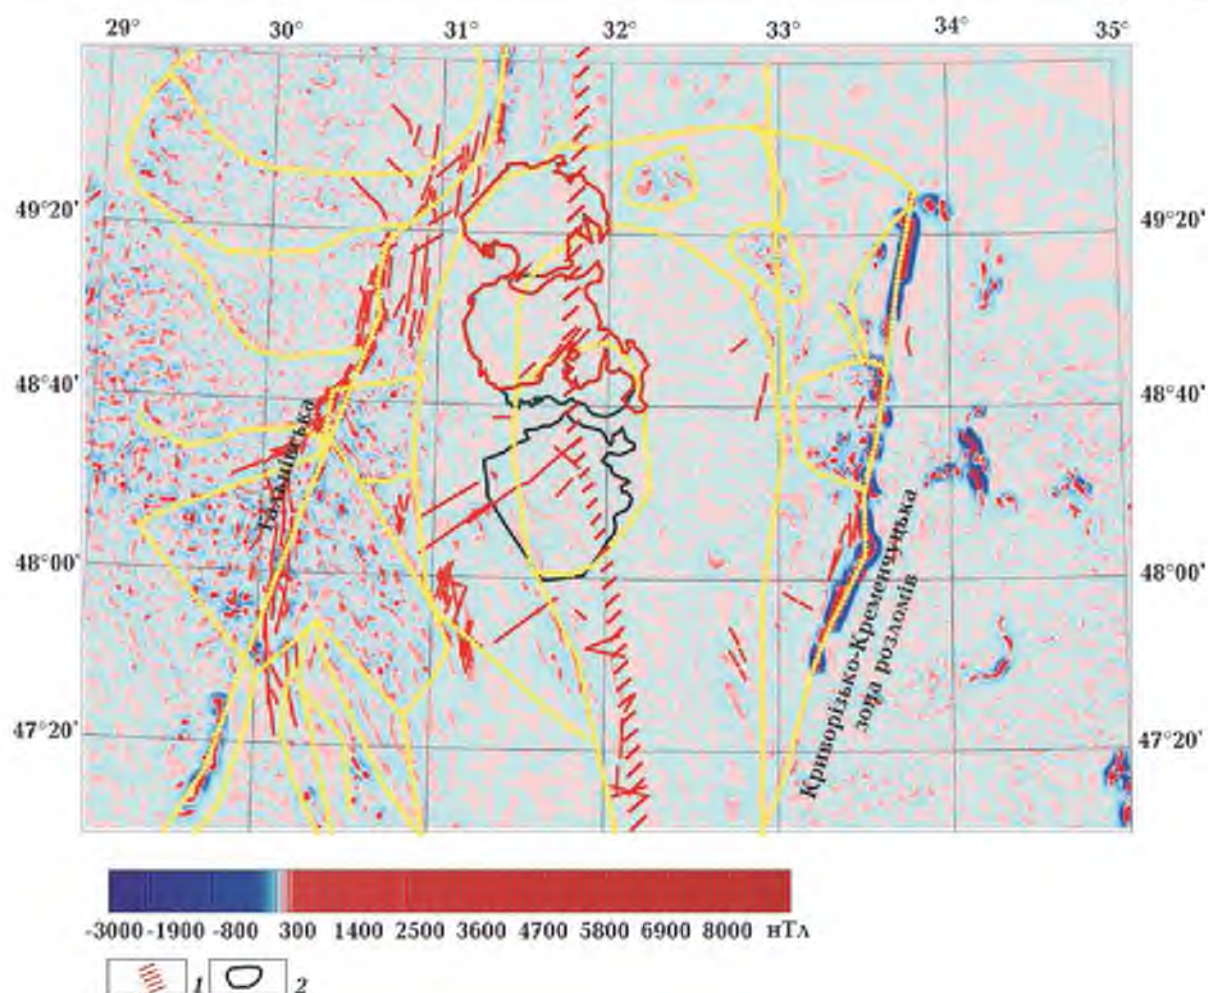 29° 30° 31° 32° 33° 34° 35°
49°20' 49°20'
48°40' 48°40'
Тальнівська
48°00' 48°00'
Криворізько-Кременчуцька
зона розломів
47°20' 47°20'
-3000 -1900 -800 300 1400 2500 3600 4700 5800 6900 8000 нТл
1 2